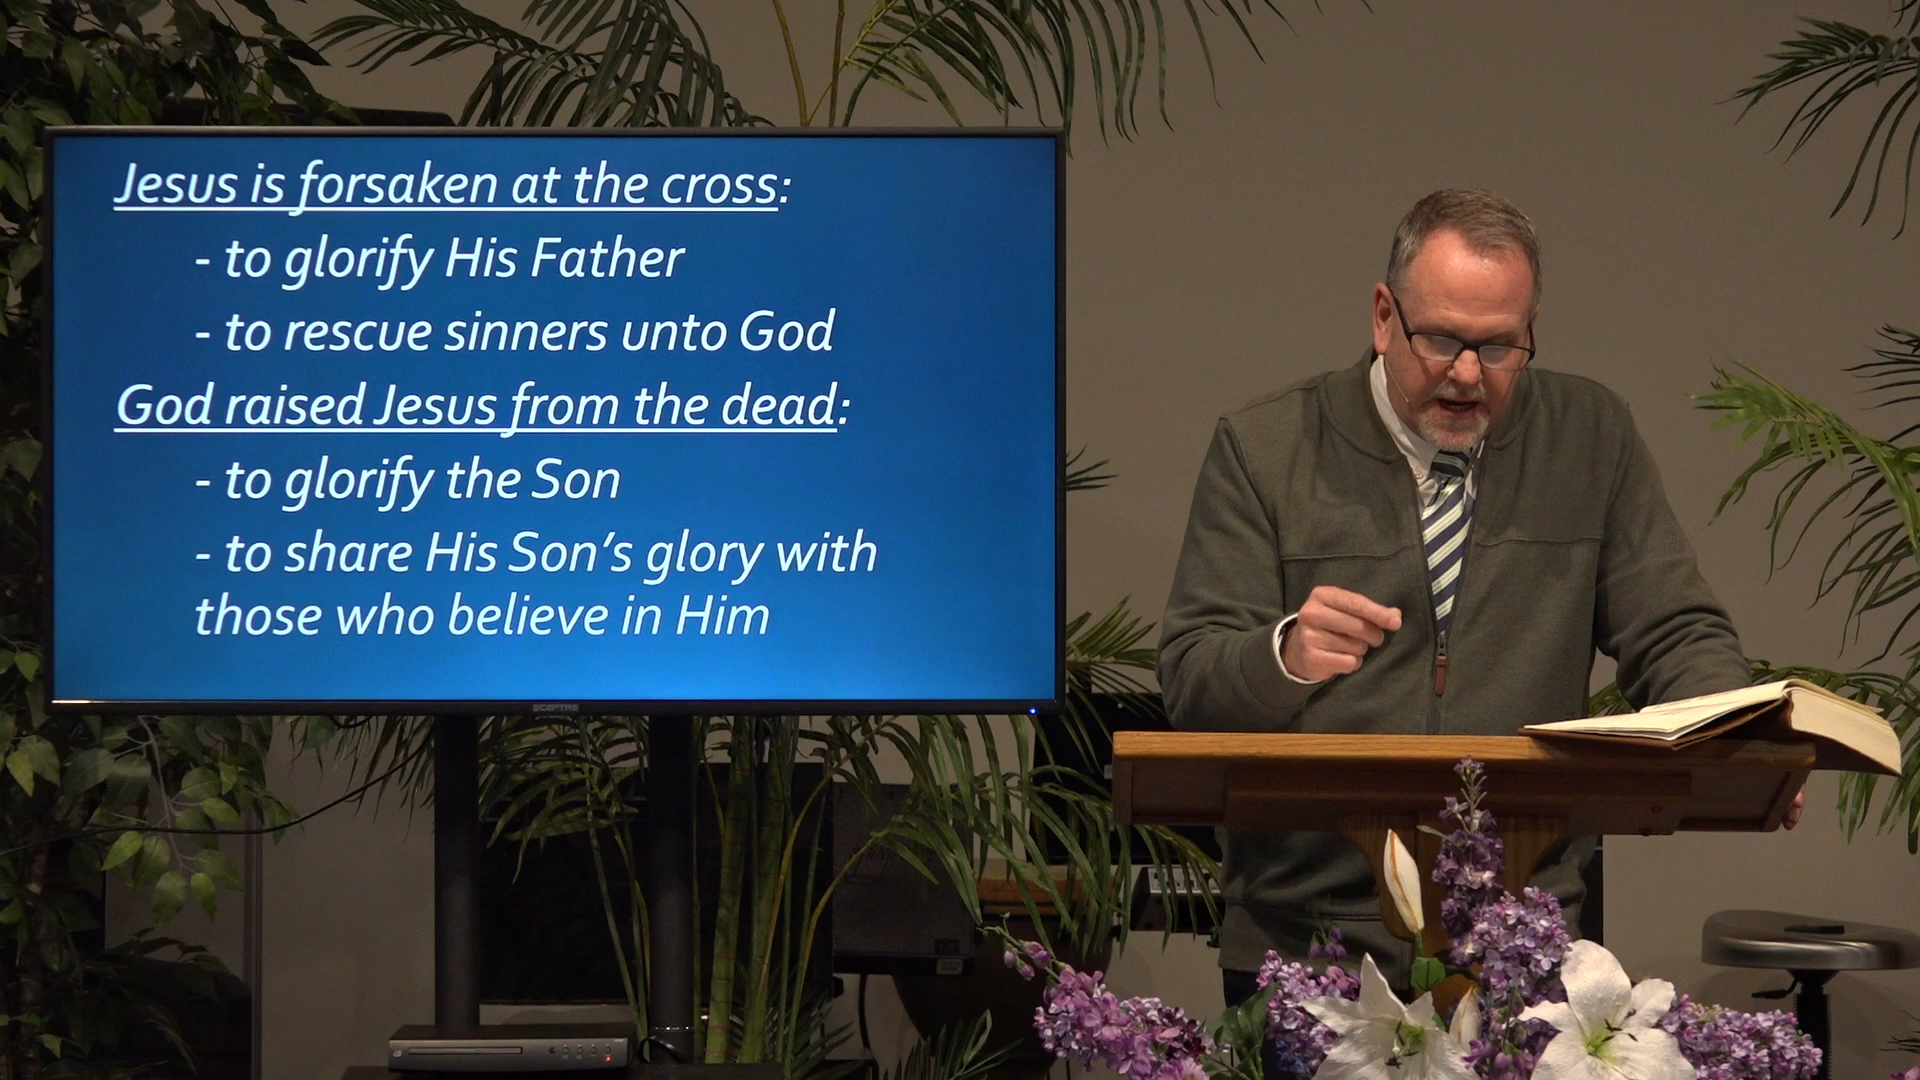 Jesus is forsaken at the cross:
- to glorify His Father
- to rescue sinners unto God
God raised Jesus from the dead:
- to glorify the Son
- to share His Son's glory with
those who believe in Him
SCEPTRE